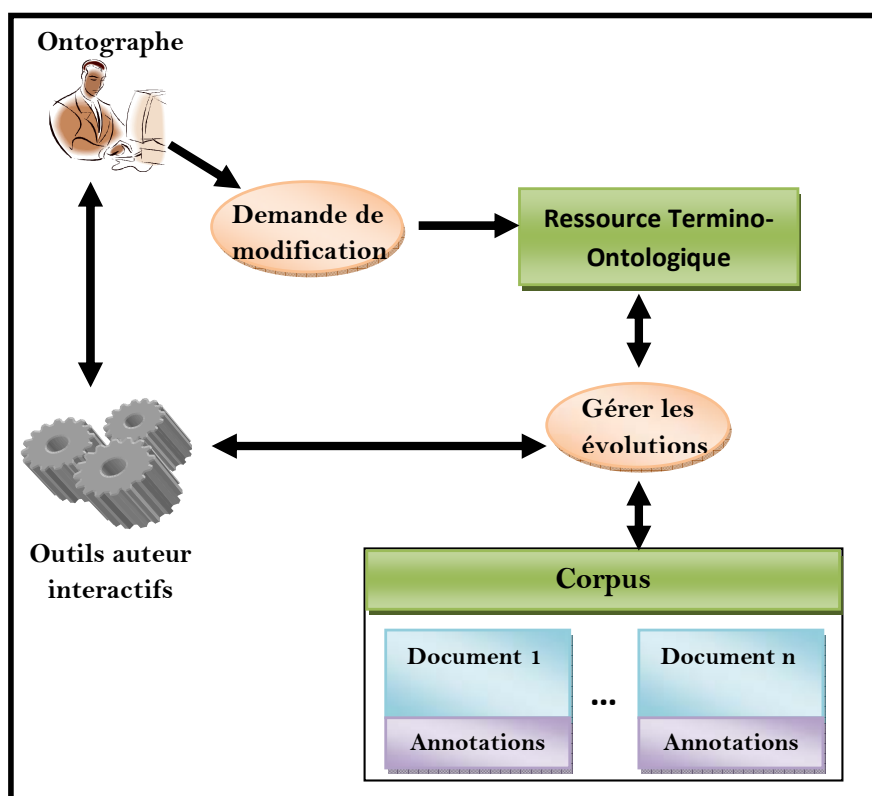 Ontographe
Demande de
modification
Ressource Termino-
Ontologique
Gérer les
évolutions
Outils auteur
interactifs
Corpus
Document 1
...
Document n
Annotations
Annotations